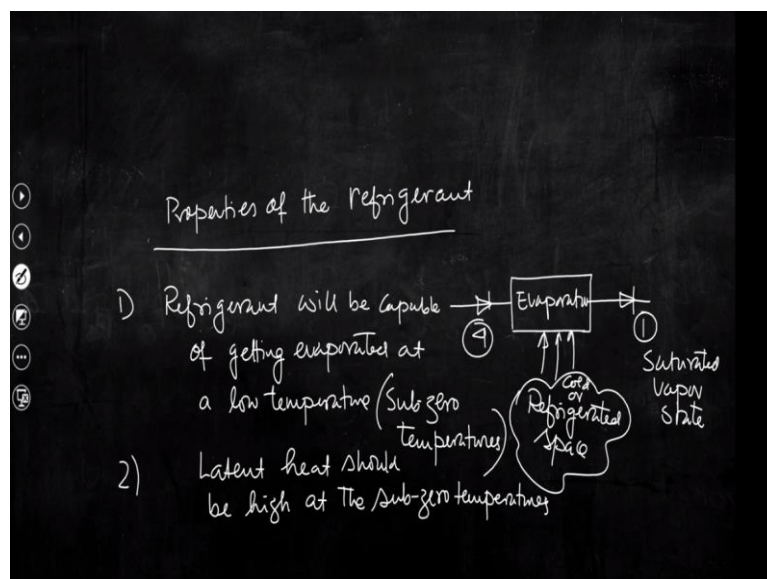 Properties of the refrigerant
1) Refrigerant will be capable
of getting evaporated at
a low temperature (Sub zero
temperatures)
2) Latent heat should
be high at the sub-zero temperatures
Evaporator
4
1
Saturated
vapor
state
Cold
or
Refrigerated
space